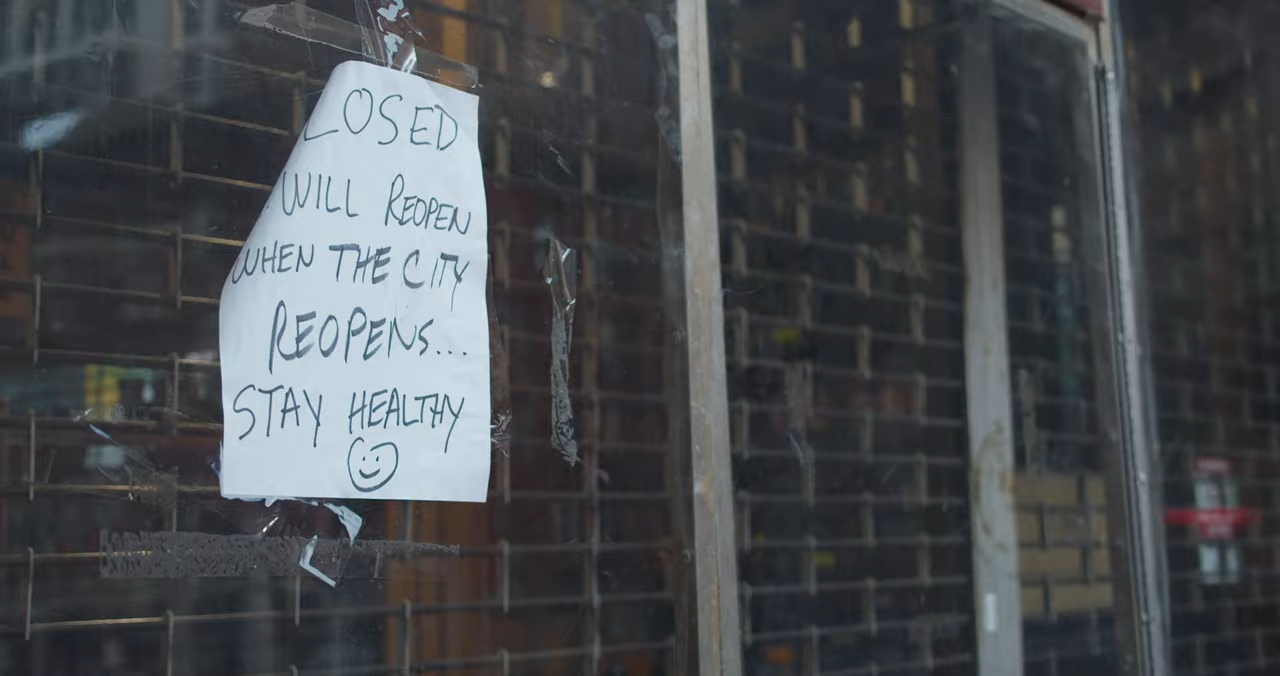 LOSED
WILL REOPEN
WHEN THE CITY
REOPENS...
STAY HEALTHY